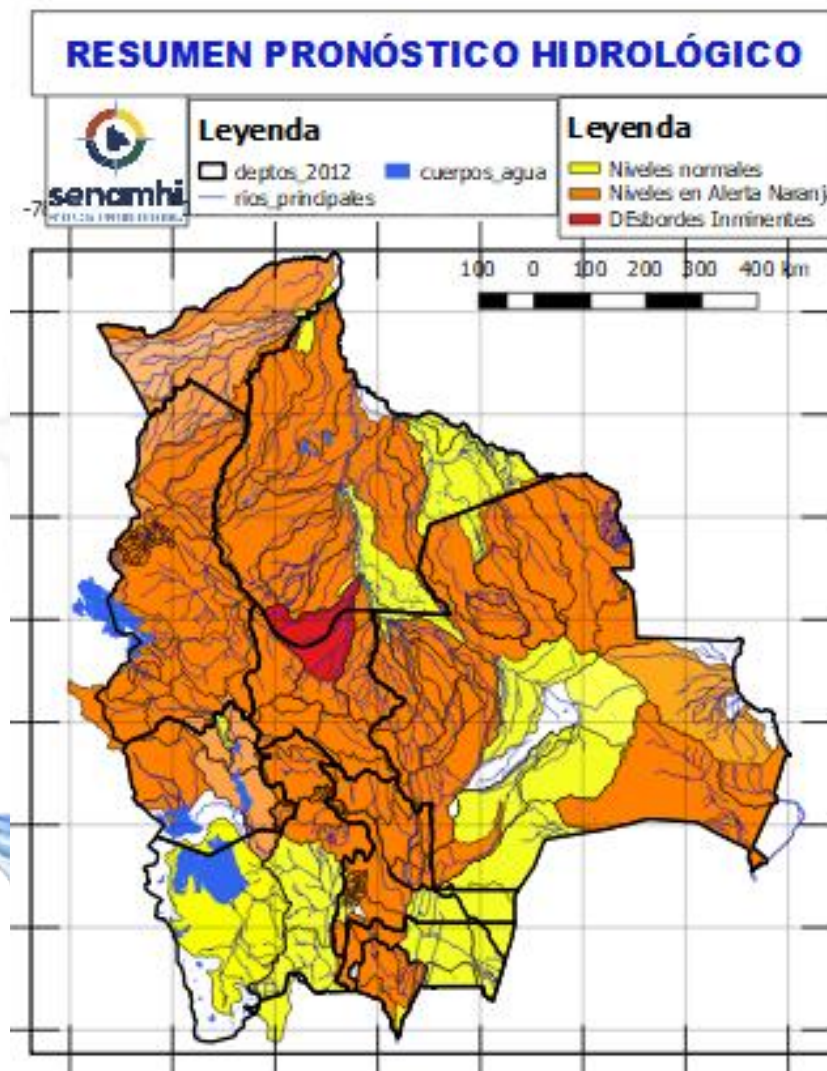 RESUMEN PRONÓSTICO HIDROLÓGICO
senamhi
Leyenda
deptos_2012
cuerpos_agua
rios_principales
Leyenda
Niveles normales
Niveles en Alerta Naranj
DEsbordes Inminentes
100 0 100 200 300 400 km